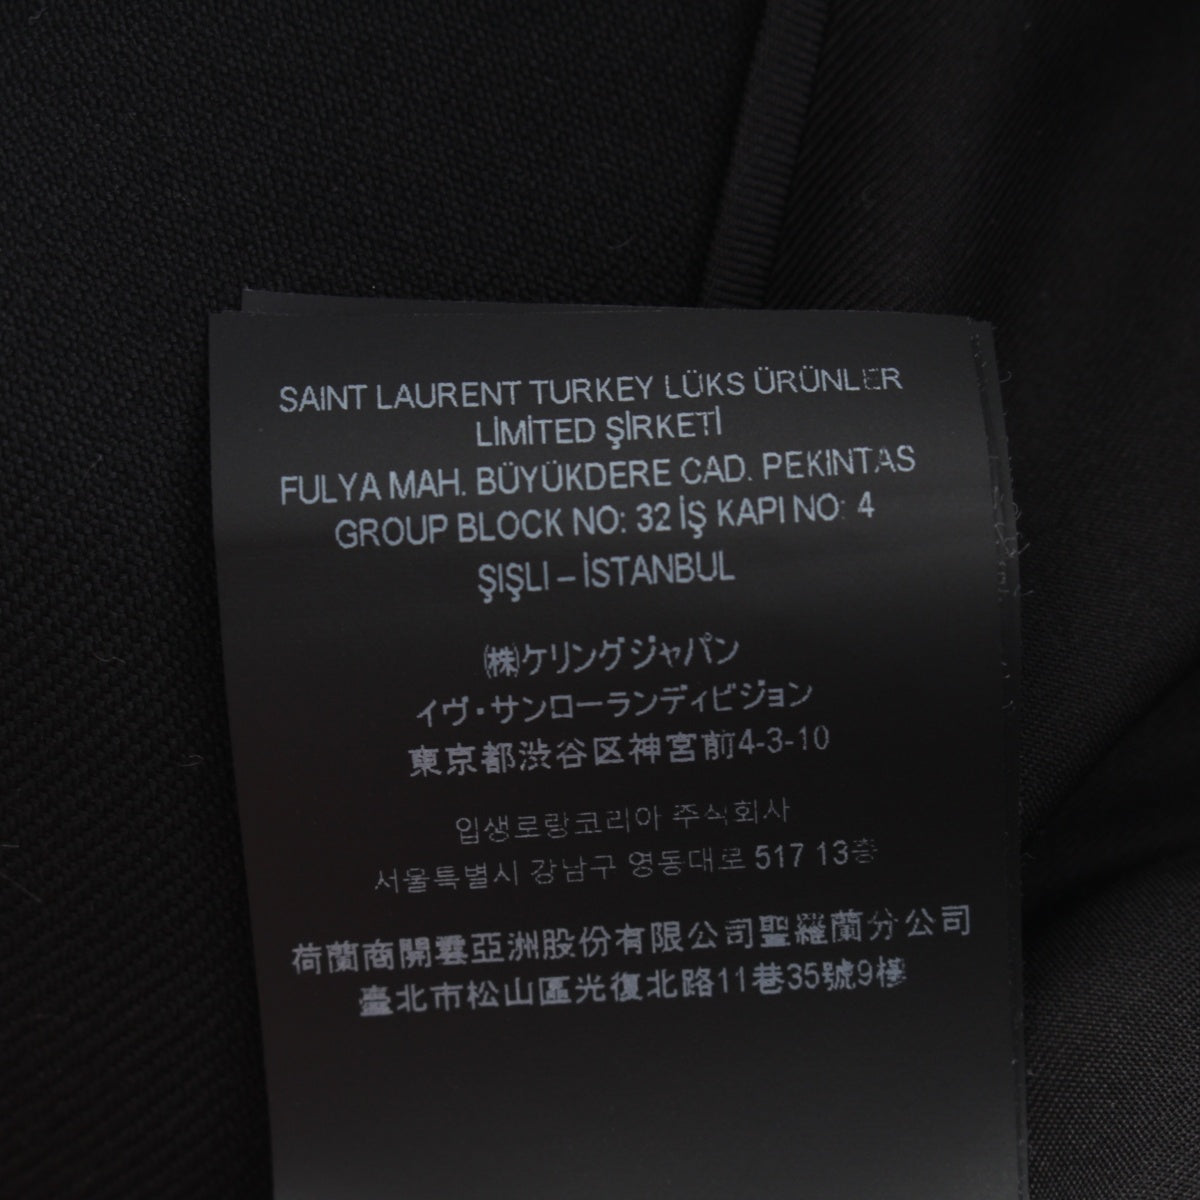 SAINT LAURENT TURKEY LÜKS ÜRÜNLER
LİMİTED ŞİRKETİ
FULYA MAH. BÜYÜKDERE CAD. PEKINTAS
GROUP BLOCK NO: 32 İŞ KAPI NO: 4
ŞIŞLI – İSTANBUL
㈱ケリングジャパン
イヴ・サンローランディビジョン
東京都渋谷区神宮前4-3-10
입생로랑코리아 주식회사
서울특별시 강남구 영동대로 517 13층
荷蘭商開雲亞洲股份有限公司聖羅蘭分公司
臺北市松山區光復北路11巷35號9樓